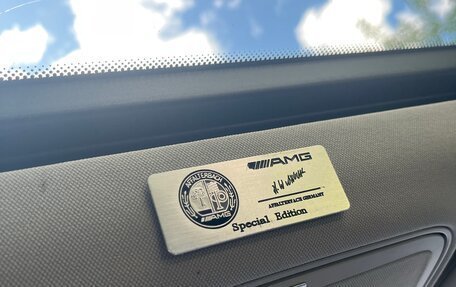 AMG
AFFALTERBACH GERMANY
AFFALTERBACH
AMG
Special Edition